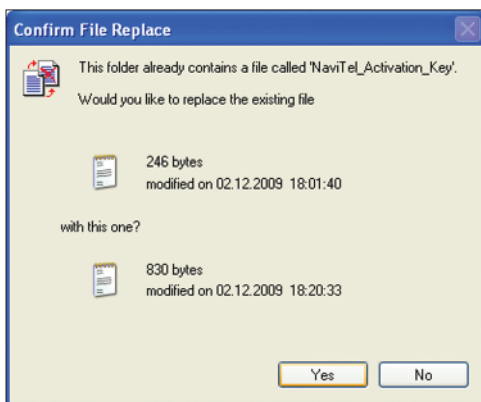 Confirm File Replace
This folder already contains a file called 'NaviTel_Activation_Key'.
Would you like to replace the existing file
246 bytes
modified on 02.12.2009 18:01:40
with this one?
830 bytes
modified on 02.12.2009 18:20:33
Yes No